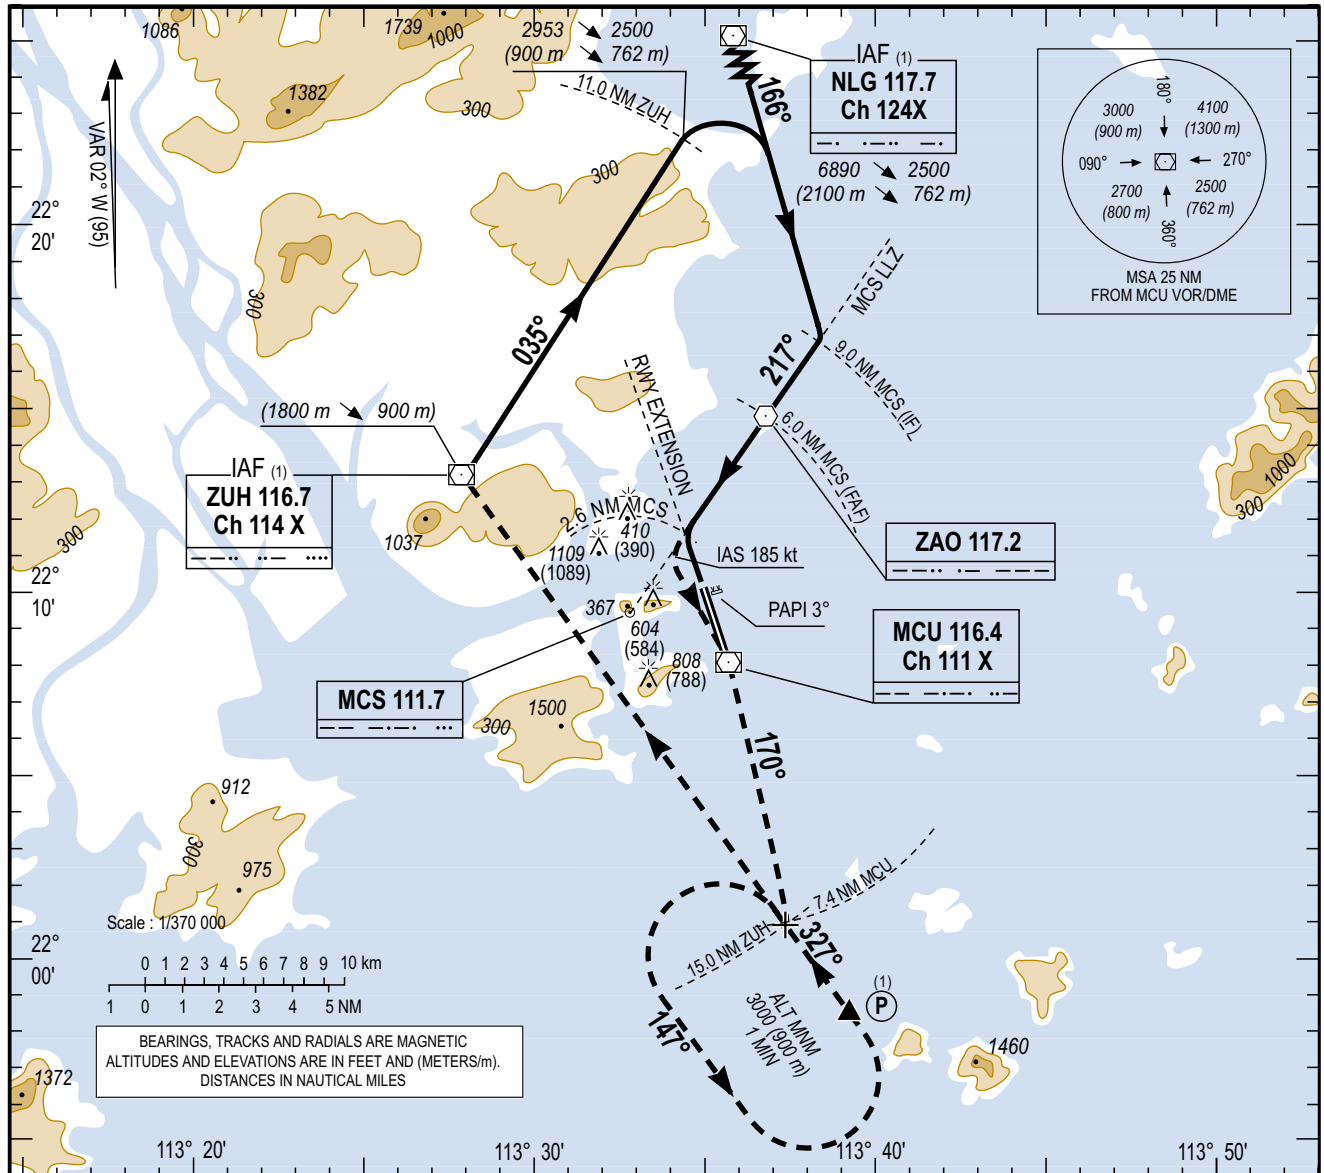 1086
1739
1000
2953 2500
(900 m 762 m)
IAF (1)
NLG 117.7
Ch 124X
6890 2500
(2100 m 762 m)
166°
11.0 NM ZUH
1382
300
300
VAR 02° W (95)
180°
3000
(900 m)
4100
(1300 m)
090°
270°
2700
(800 m)
2500
(762 m)
360°
MSA 25 NM
FROM MCU VOR/DME
22°
20'
300
035°
MCS LLZ
217°
9.0 NM MCS (IF)
RWY EXTENSION
6.0 NM MCS (FAF)
(1800 m 900 m)
IAF (1)
ZUH 116.7
Ch 114 X
1037
300
2.6 NM MCS
410
(390)
1109
(1089)
IAS 185 kt
ZAO 117.2
1000
300
22°
10'
367
PAPI 3°
604
(584)
808
(788)
MCU 116.4
Ch 111 X
MCS 111.7
300
1500
170°
912
300
975
7.4 NM MCU
15.0 NM ZUH
327°
Scale : 1/370 000
0 1 2 3 4 5 6 7 8 9 10 km
1 0 1 2 3 4 5 NM
22°
00'
(1)
P
ALT MNM
3000 (900 m)
1 MIN
147°
BEARINGS, TRACKS AND RADIALS ARE MAGNETIC
ALTITUDES AND ELEVATIONS ARE IN FEET AND (METERS/m).
DISTANCES IN NAUTICAL MILES
1460
1372
113° 20'
113° 30'
113° 40'
113° 50'